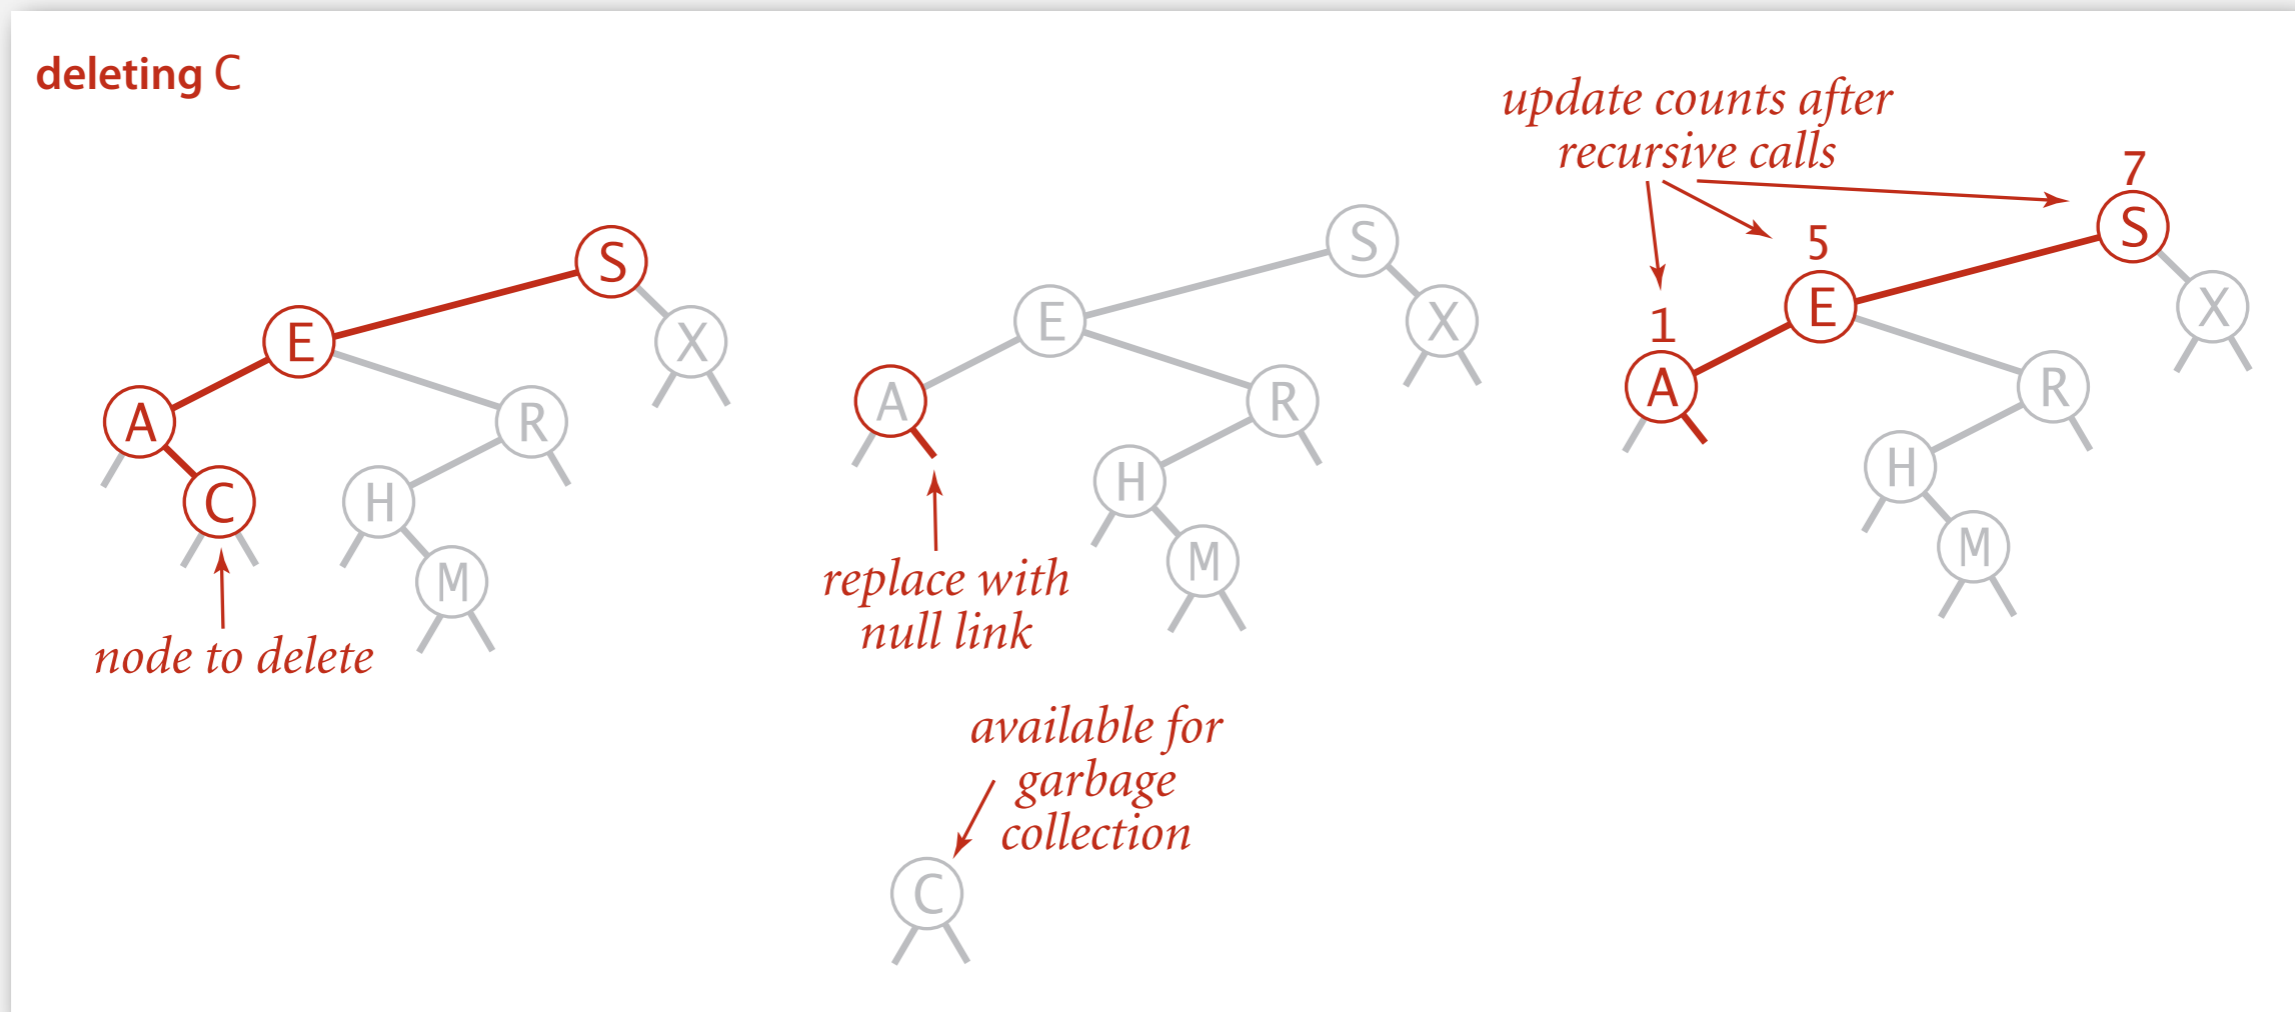 deleting C
S
E
X
A
R
C
H
M
node to delete
S
E
X
A
R
H
M
replace with
null link
available for
garbage
collection
C
update counts after
recursive calls
7
S
5
E
X
1
A
R
H
M